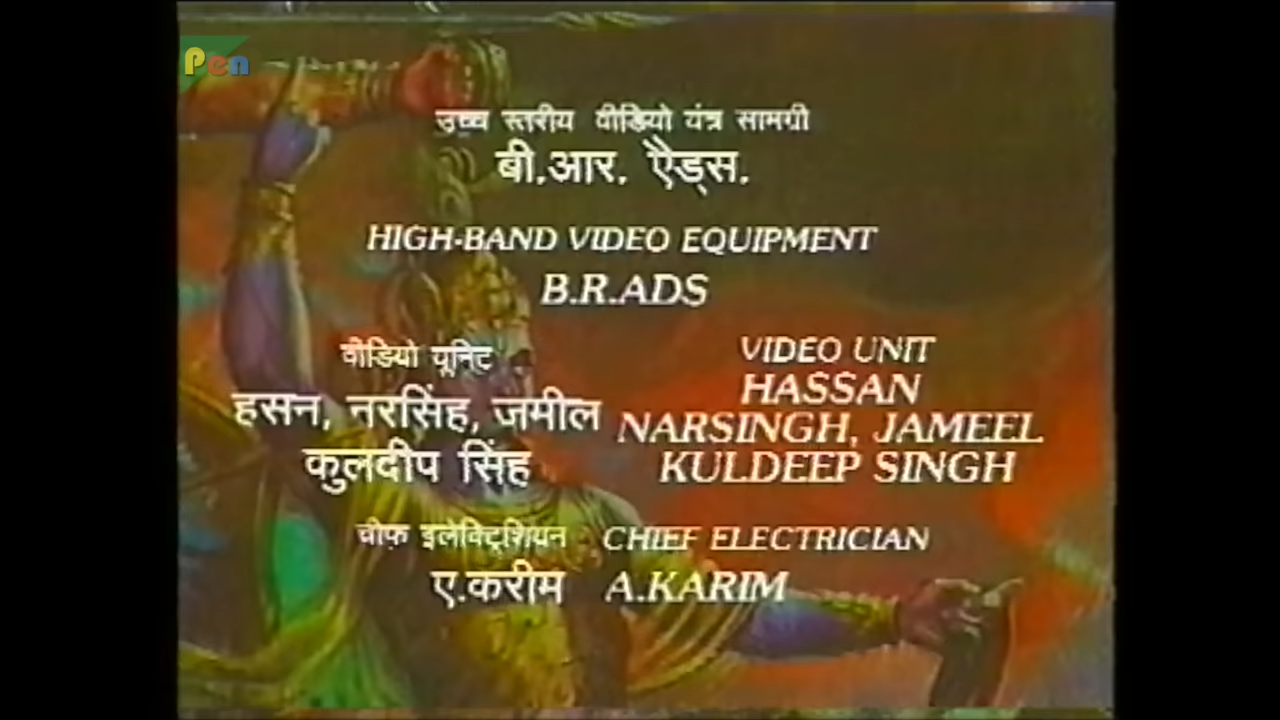 Pen
उच्च स्तरीय वीडियो यंत्र सामग्री
बी.आर. ऐड्स.
HIGH-BAND VIDEO EQUIPMENT
B.R.ADS
वीडियो यूनिट
हसन, नरसिंह, जमील
कुलदीप सिंह
VIDEO UNIT
HASSAN
NARSINGH, JAMEEL
KULDEEP SINGH
चीफ़ इलेक्ट्रिशियन
ए.करीम
CHIEF ELECTRICIAN
A.KARIM